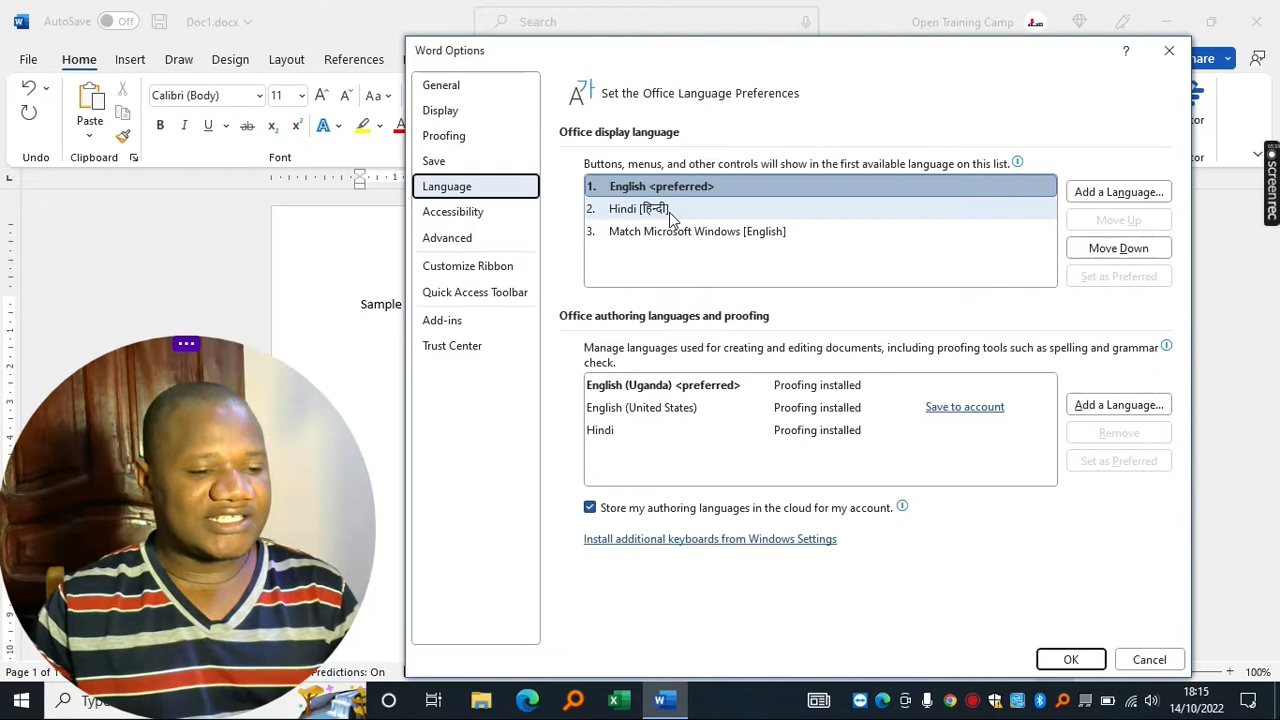 AutoSave Off Doc1.docx Search Open Training Camp
File Home Insert Draw Design Layout References
Paste Calibri (Body) 11 Aa
Undo Clipboard Font
Word Options
General
Display
Proofing
Save
Language
Accessibility
Advanced
Customize Ribbon
Quick Access Toolbar
Add-ins
Trust Center
Set the Office Language Preferences
Office display language
Buttons, menus, and other controls will show in the first available language on this list.
1. English <preferred>
2. Hindi [हिन्दी]
3. Match Microsoft Windows [English]
Add a Language...
Move Up
Move Down
Set as Preferred
Office authoring languages and proofing
Manage languages used for creating and editing documents, including proofing tools such as spelling and grammar
check.
English (Uganda) <preferred> Proofing installed
English (United States) Proofing installed Save to account
Hindi Proofing installed
Add a Language...
Remove
Set as Preferred
Store my authoring languages in the cloud for my account.
Install additional keyboards from Windows Settings
OK Cancel
Sample
screenrec
100%
18:15
14/10/2022